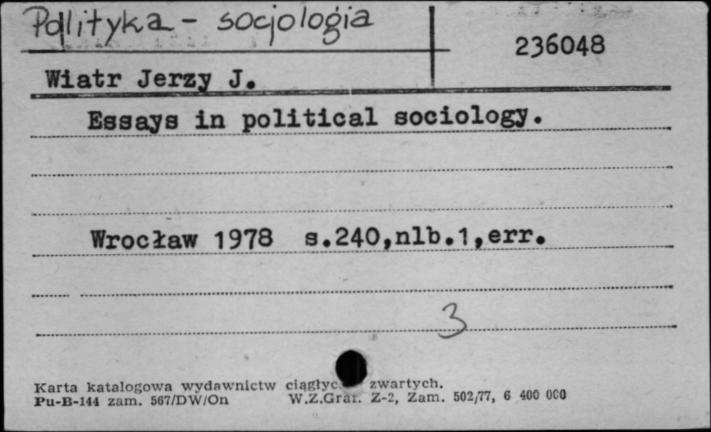 Polityka - socjologia
236048
Wiatr Jerzy J.
Essays in political sociology.
Wrocław 1978 s.240,nlb.1,err.
3
Karta katalogowa wydawnictw zwartych.
Pu-B-144 zam. 567/DW/On W.Z.Graf. Z-2, Zam. 502/77, 6 400 000